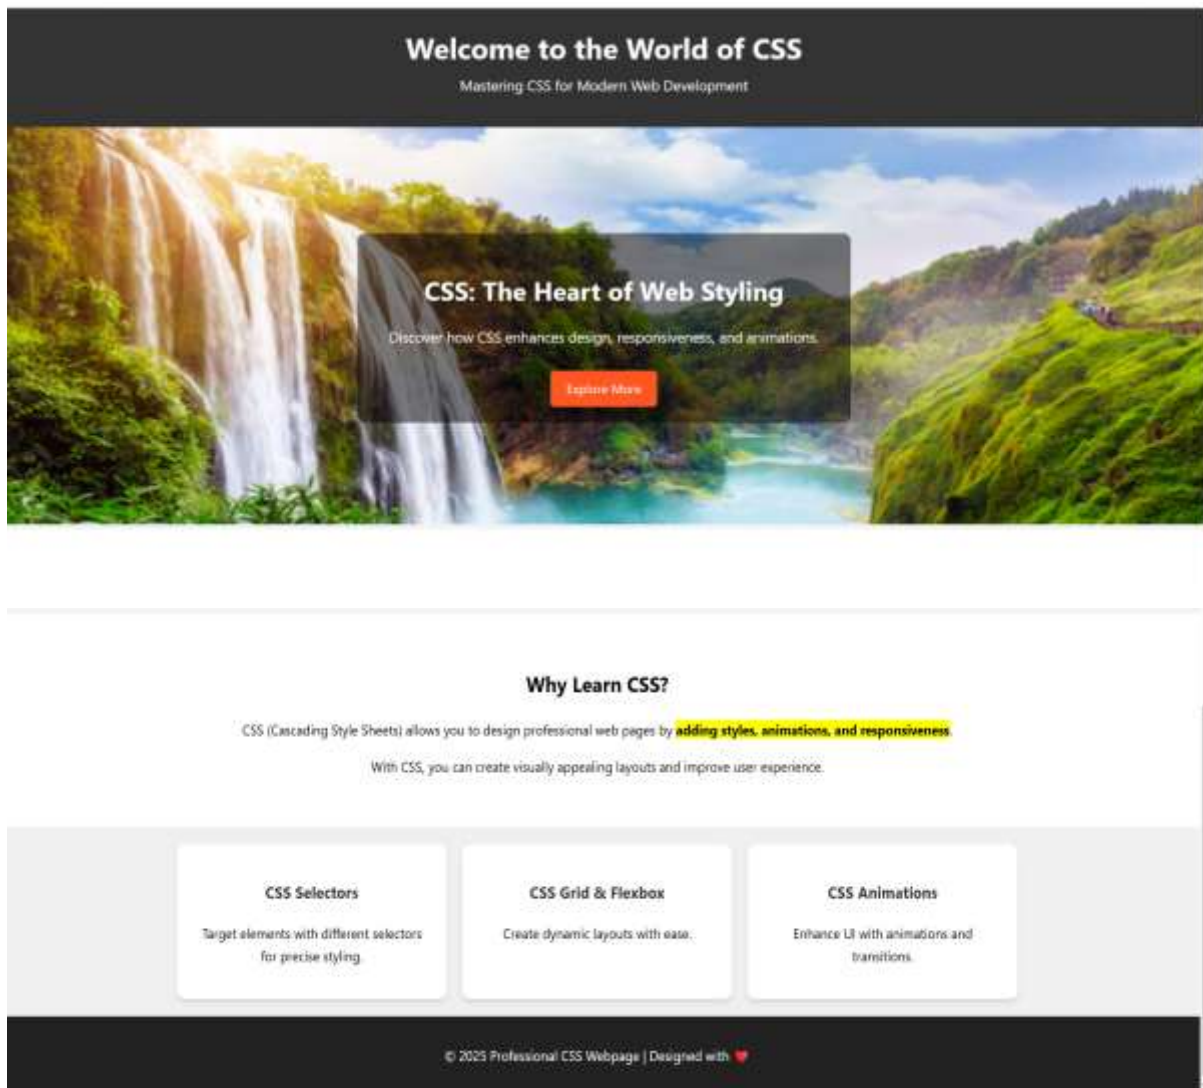 Welcome to the World of CSS
Mastering CSS for Modern Web Development
CSS: The Heart of Web Styling
Discover how CSS enhances design, responsiveness, and animations.
Explore More
Why Learn CSS?
CSS (Cascading Style Sheets) allows you to design professional web pages by adding styles, animations, and responsiveness.
With CSS, you can create visually appealing layouts and improve user experience.
CSS Selectors
Target elements with different selectors
for precise styling.
CSS Grid & Flexbox
Create dynamic layouts with ease.
CSS Animations
Enhance UI with animations and
transitions.
© 2025 Professional CSS Webpage | Designed with ❤️